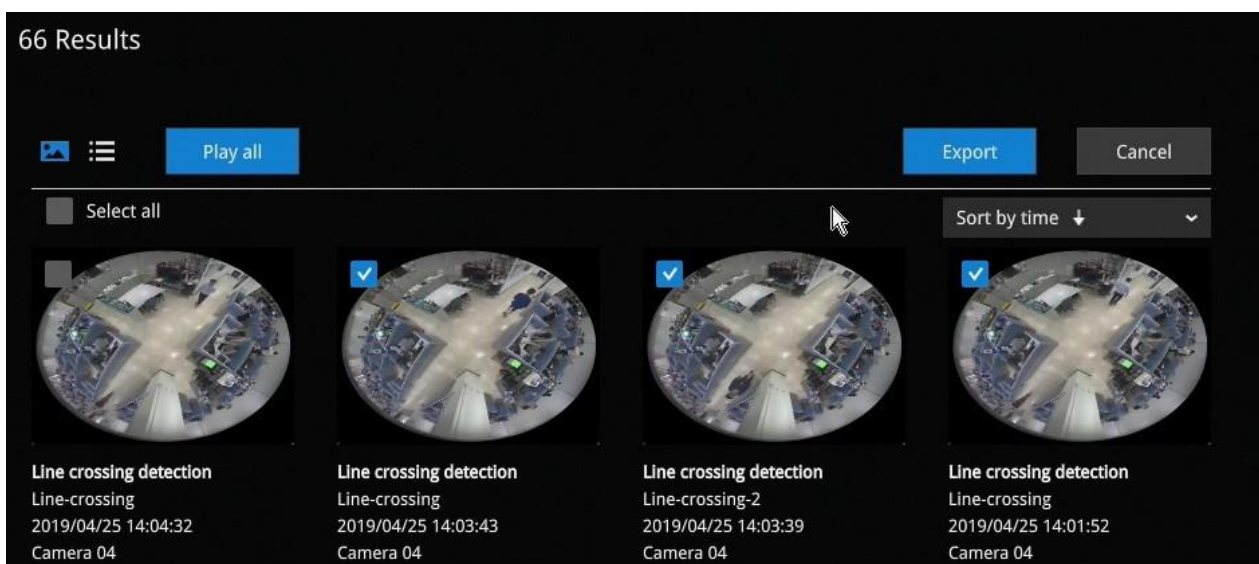 66 Results
Play all
Export
Cancel
Select all
Sort by time
Line crossing detection
Line-crossing
2019/04/25 14:04:32
Camera 04
Line crossing detection
Line-crossing
2019/04/25 14:03:43
Camera 04
Line crossing detection
Line-crossing-2
2019/04/25 14:03:39
Camera 04
Line crossing detection
Line-crossing
2019/04/25 14:01:52
Camera 04